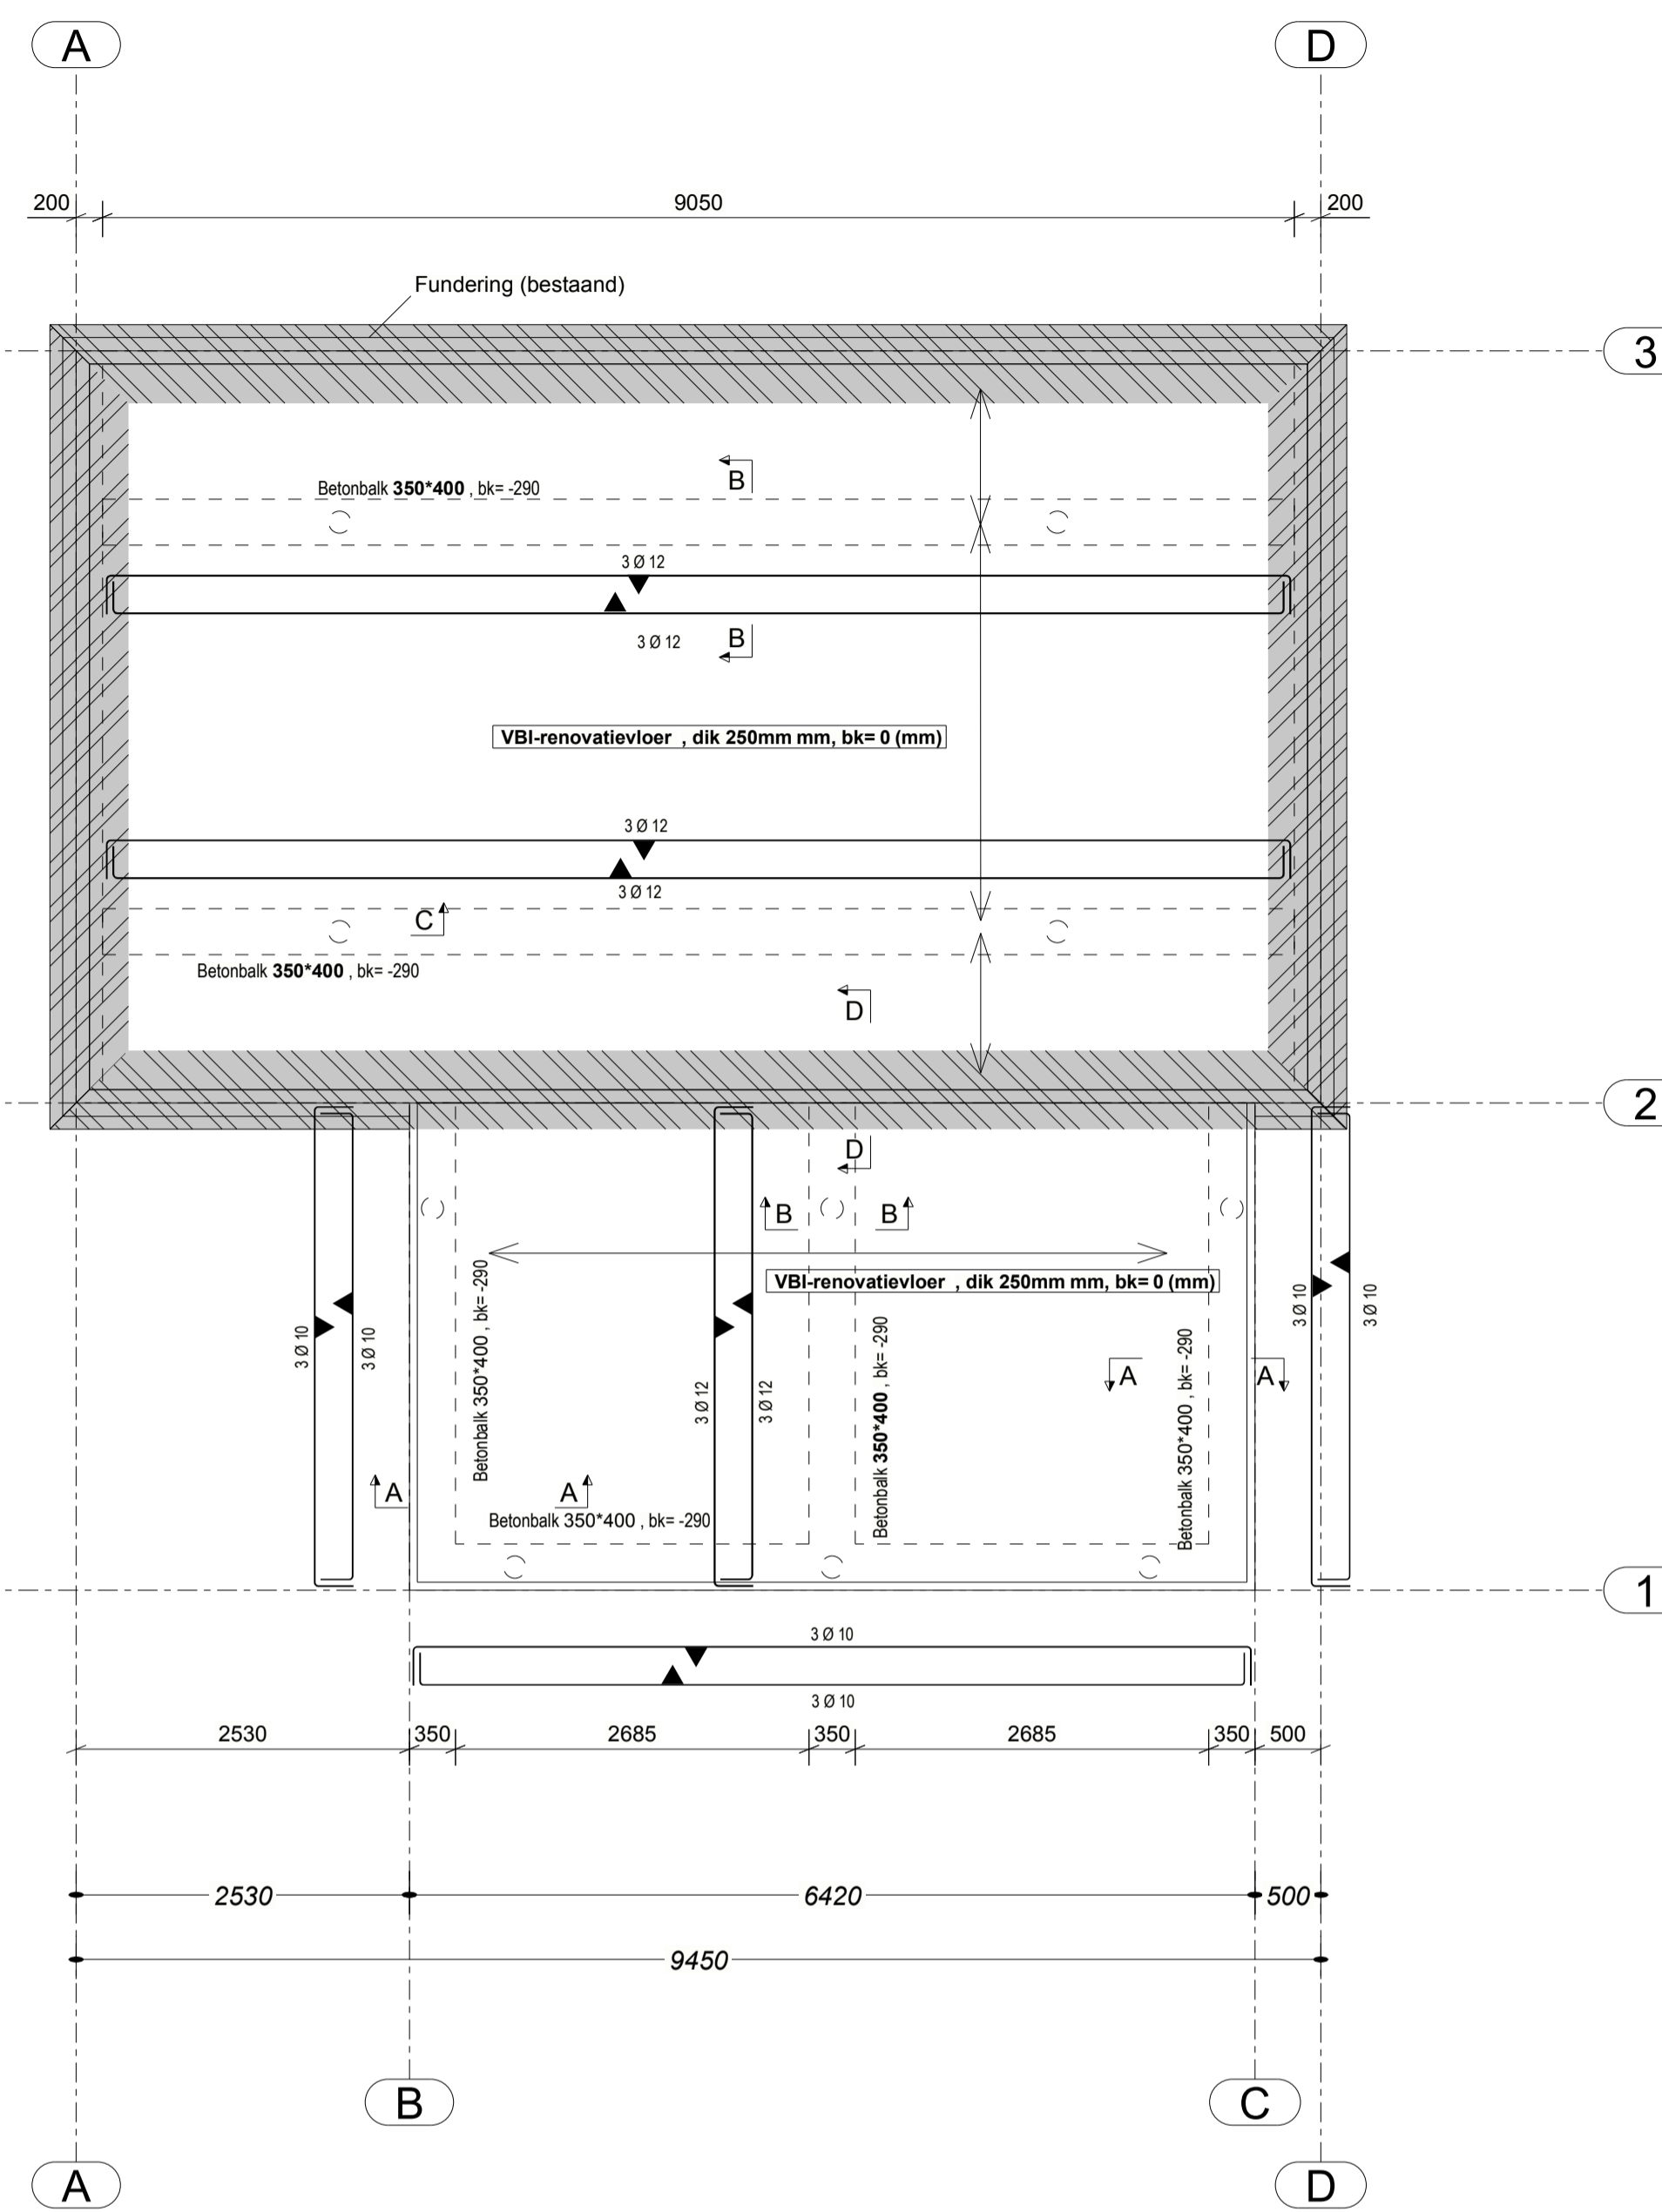 A
D
200
9050
200
Fundering (bestaand)
3
B
Betonbalk 350*400 , bk= -290
3 Ø 12
B
3 Ø 12
VBI-renovatievloer , dik 250mm mm, bk= 0 (mm)
3 Ø 12
3 Ø 12
C
Betonbalk 350*400 , bk= -290
D
2
D
B
B
VBI-renovatievloer , dik 250mm mm, bk= 0 (mm)
3 Ø 10
3 Ø 10
Betonbalk 350*400 , bk= -290
3 Ø 12
3 Ø 12
Betonbalk 350*400 , bk= -290
Betonbalk 350*400 , bk= -290
3 Ø 10
3 Ø 10
A
A
A
A
Betonbalk 350*400 , bk= -290
1
3 Ø 10
3 Ø 10
2530
350
2685
350
2685
350
500
2530
6420
500
9450
B
C
A
D